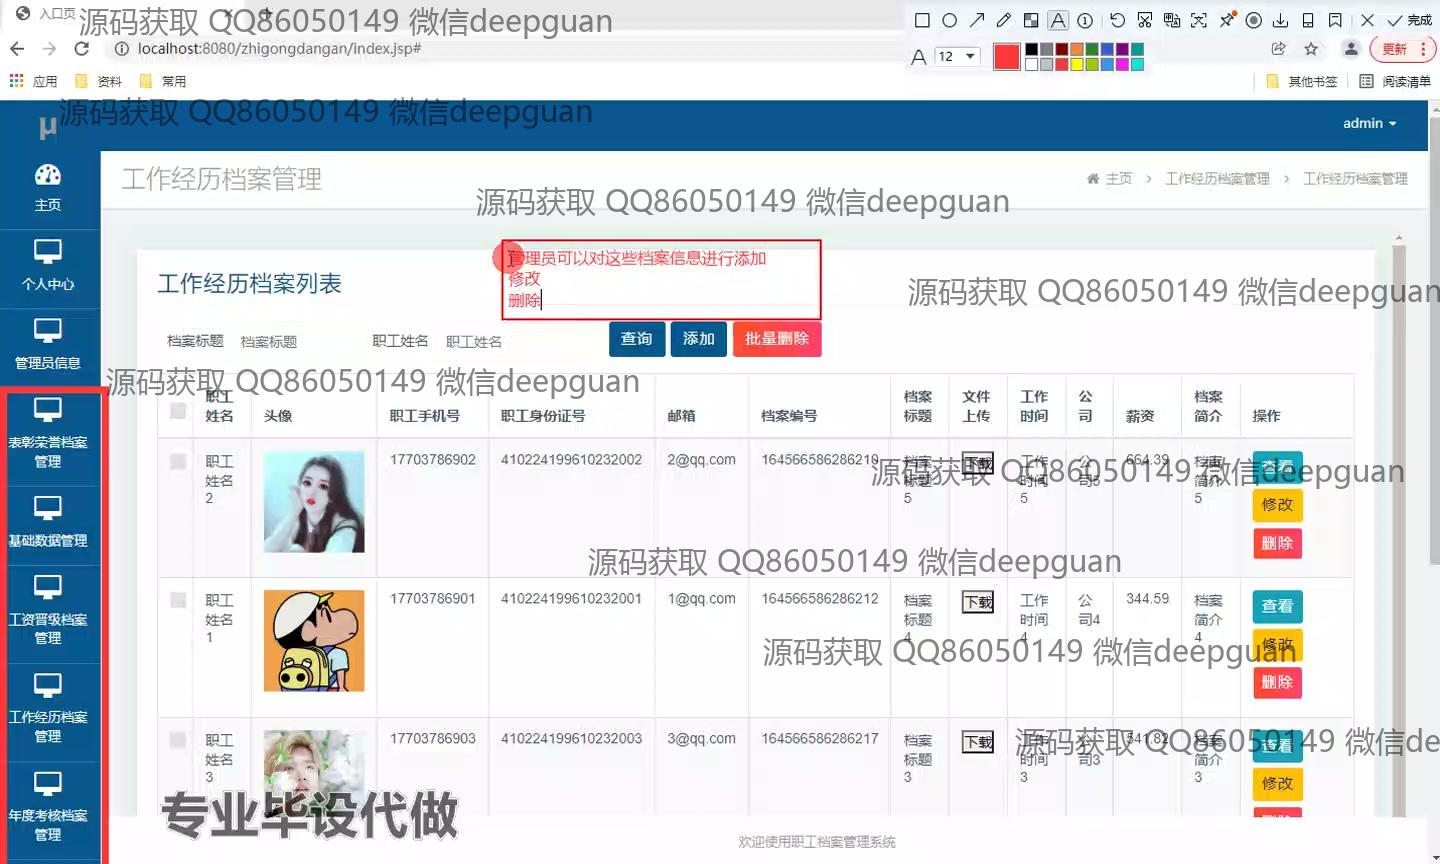 入口页
源码获取 QQ86050149 微信deepguan
完成
localhost:8080/zhigongdangan/index.jsp#
A 12
更新
应用 资料 常用
其他书签 阅读清单
源码获取 QQ86050149 微信deepguan
μ
admin
主页
个人中心
管理员信息
表彰荣誉档案
管理
基础数据管理
工资晋级档案
管理
工作经历档案
管理
年度考核档案
管理
工作经历档案管理
主页 > 工作经历档案管理 > 工作经历档案管理
源码获取 QQ86050149 微信deepguan
管理员可以对这些档案信息进行添加
修改
删除
工作经历档案列表
源码获取 QQ86050149 微信deepguan
档案标题 档案标题 职工姓名 职工姓名 查询 添加 批量删除
源码获取 QQ86050149 微信deepguan
职工姓名 头像 职工手机号 职工身份证号 邮箱 档案编号 档案标题 文件上传 工作时间 公司 薪资 档案简介 操作
职工姓名2 17703786902 410224199610232002 2@qq.com 164566586286219 档案标题5 下载 工作时间5 公司5 664.39 档案简介5 查看 修改 删除
源码获取 QQ86050149 微信deepguan
源码获取 QQ86050149 微信deepguan
职工姓名1 17703786901 410224199610232001 1@qq.com 164566586286212 档案标题4 下载 工作时间4 公司4 344.59 档案简介4 查看 修改 删除
源码获取 QQ86050149 微信deepguan
职工姓名3 17703786903 410224199610232003 3@qq.com 164566586286217 档案标题3 下载 工作时间3 公司3 541.82 档案简介3 查看 修改
源码获取 QQ86050149 微信de
专业毕设代做
欢迎使用职工档案管理系统